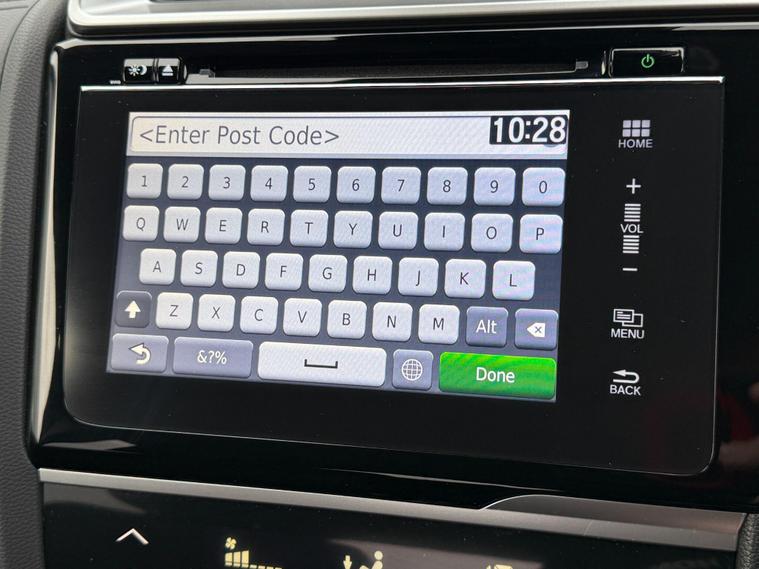 <Enter Post Code> 10:28
1 2 3 4 5 6 7 8 9 0
Q W E R T Y U I O P
A S D F G H J K L
Z X C V B N M Alt
&?% Done
HOME
+
VOL
−
MENU
BACK